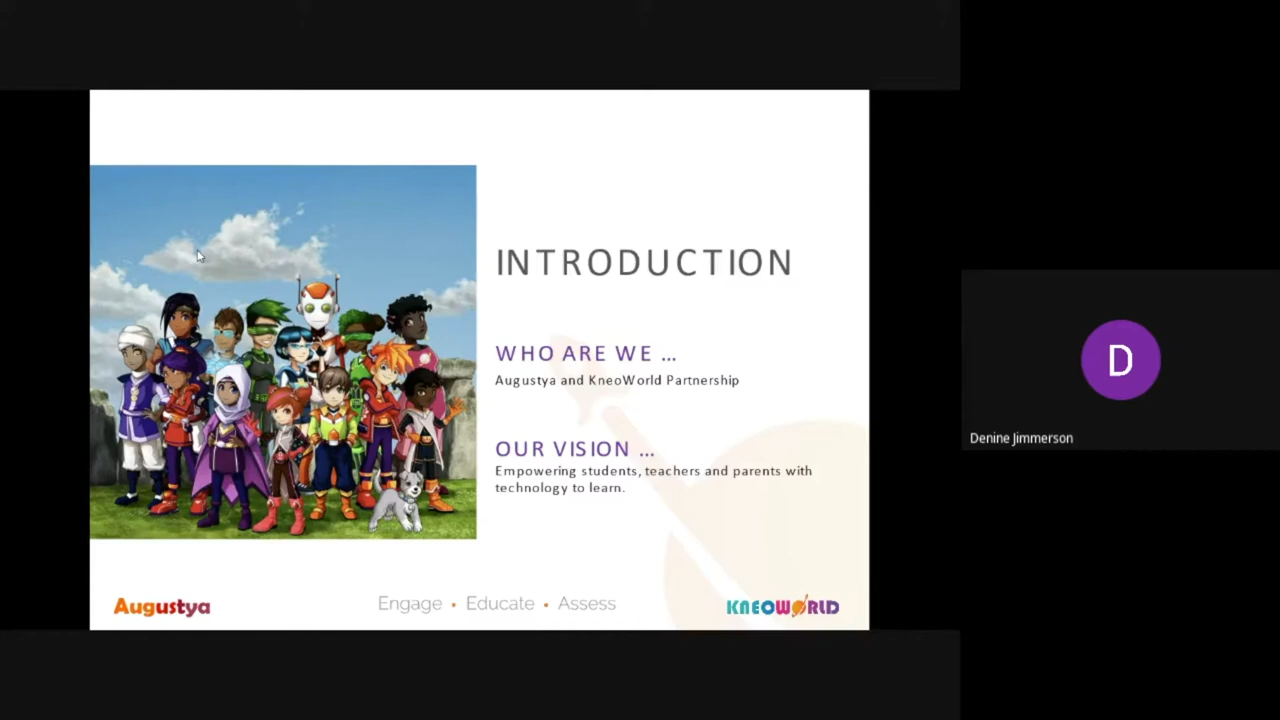 INTRODUCTION
WHO ARE WE ...
Augustya and KneoWorld Partnership
OUR VISION ...
Empowering students, teachers and parents with
technology to learn.
Augustya
Engage • Educate • Assess
KNEOWORLD
D
Denine Jimmerson